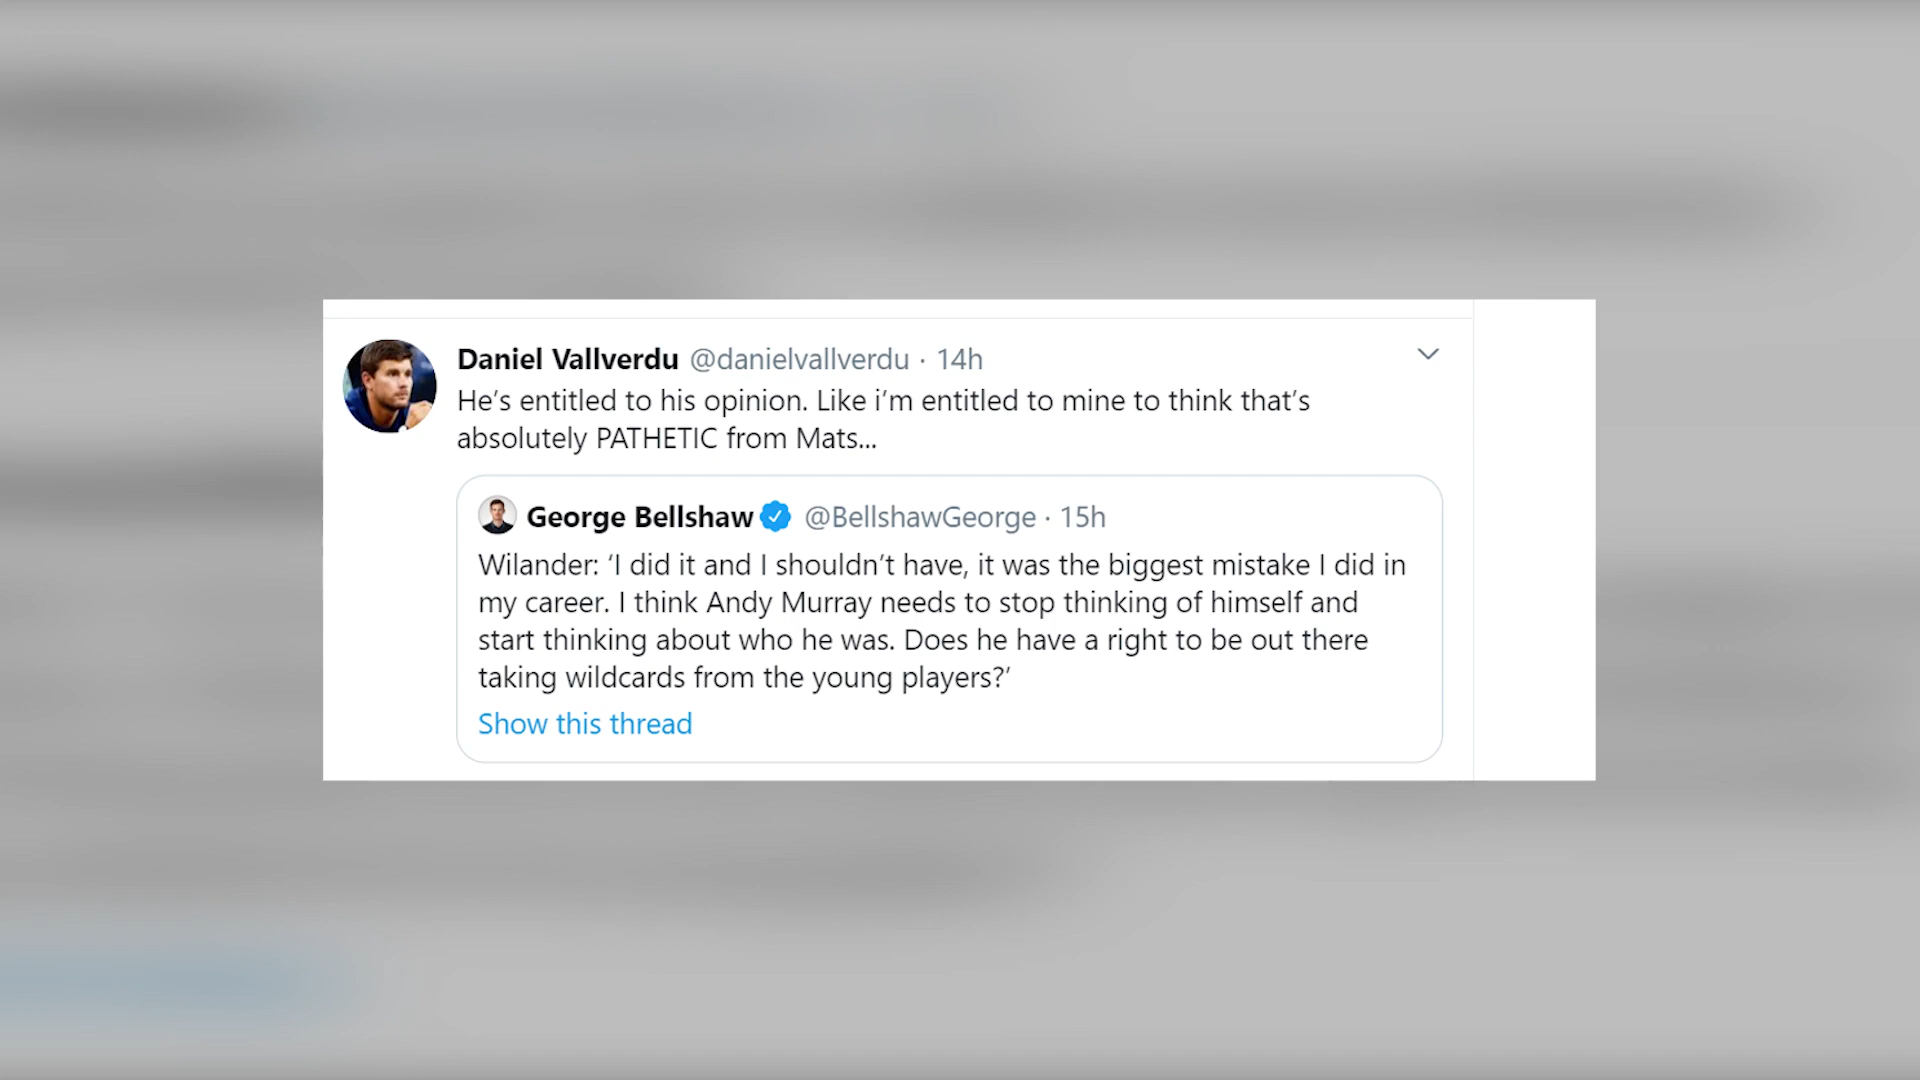 Daniel Vallverdu @danielvallverdu · 14h
He’s entitled to his opinion. Like i’m entitled to mine to think that’s
absolutely PATHETIC from Mats...
George Bellshaw @BellshawGeorge · 15h
Wilander: ‘I did it and I shouldn’t have, it was the biggest mistake I did in
my career. I think Andy Murray needs to stop thinking of himself and
start thinking about who he was. Does he have a right to be out there
taking wildcards from the young players?’
Show this thread